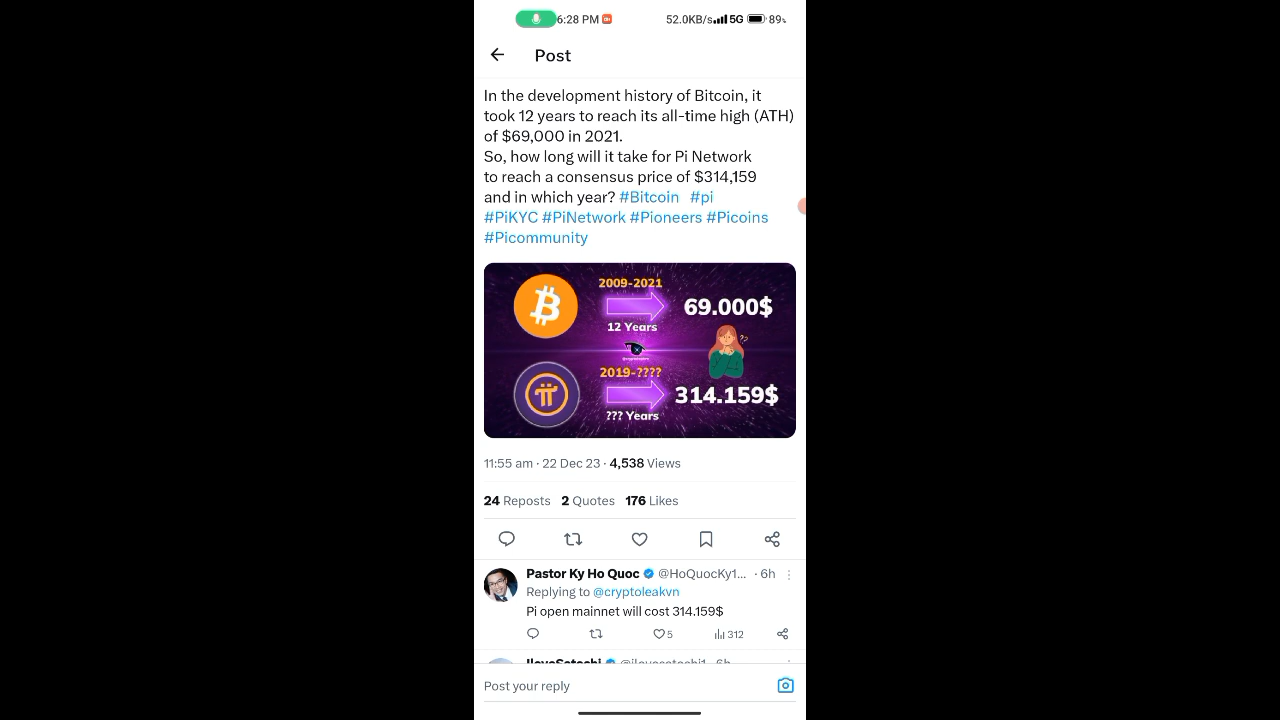 6:28 PM 52.0KB/s 5G 89%
Post
In the development history of Bitcoin, it
took 12 years to reach its all-time high (ATH)
of $69,000 in 2021.
So, how long will it take for Pi Network
to reach a consensus price of $314,159
and in which year? #Bitcoin #pi
#PiKYC #PiNetwork #Pioneers #Picoins
#Picommunity
2009-2021
69.000$
12 Years
??
2019-????
314.159$
??? Years
11:55 am · 22 Dec 23 · 4,538 Views
24 Reposts 2 Quotes 176 Likes
Pastor Ky Ho Quoc @HoQuocKy1... · 6h
Replying to @cryptoleakvn
Pi open mainnet will cost 314.159$
5 312
IloveSatoshi @ilovesatoshi1 · 6h
Post your reply